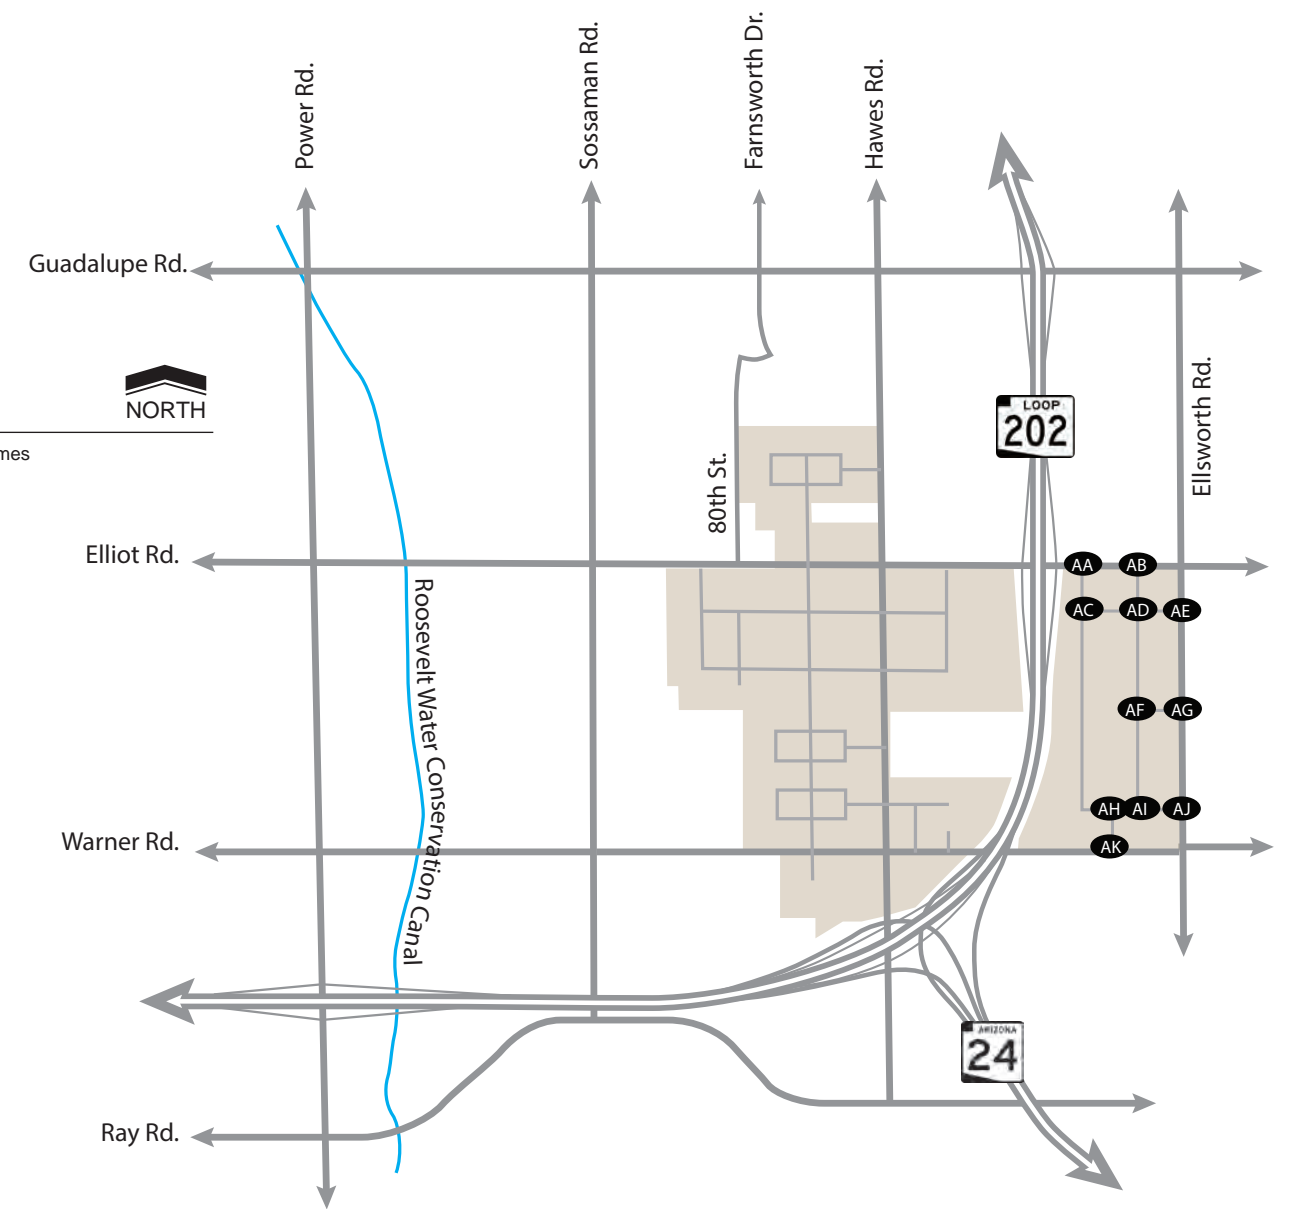 Power Rd.
Sossaman Rd.
Farnsworth Dr.
Hawes Rd.
Guadalupe Rd.
NORTH
mes
LOOP
202
Ellsworth Rd.
80th St.
Elliot Rd.
AA
AB
Roosevelt Water Conservation Canal
AC
AD
AE
AF
AG
AH
AI
AJ
Warner Rd.
AK
ARIZONA
24
Ray Rd.